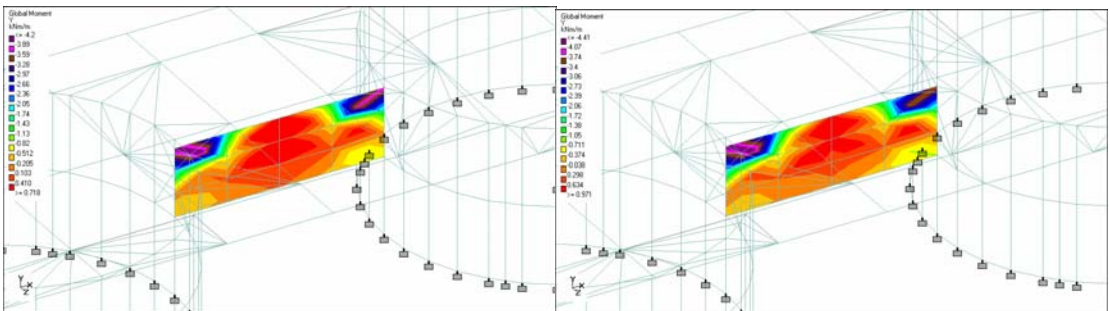 Global Moment
Y
kNm/m
<= -4.2
-3.89
-3.59
-3.28
-2.97
-2.66
-2.36
-2.05
-1.74
-1.43
-1.13
-0.82
-0.512
-0.205
0.103
0.410
>= 0.718
Y
X
Z
Global Moment
Y
kNm/m
<= -4.41
-4.07
-3.74
-3.4
-3.06
-2.73
-2.39
-2.06
-1.72
-1.38
-1.05
-0.711
-0.374
-0.038
0.298
0.634
>= 0.971
Y
X
Z